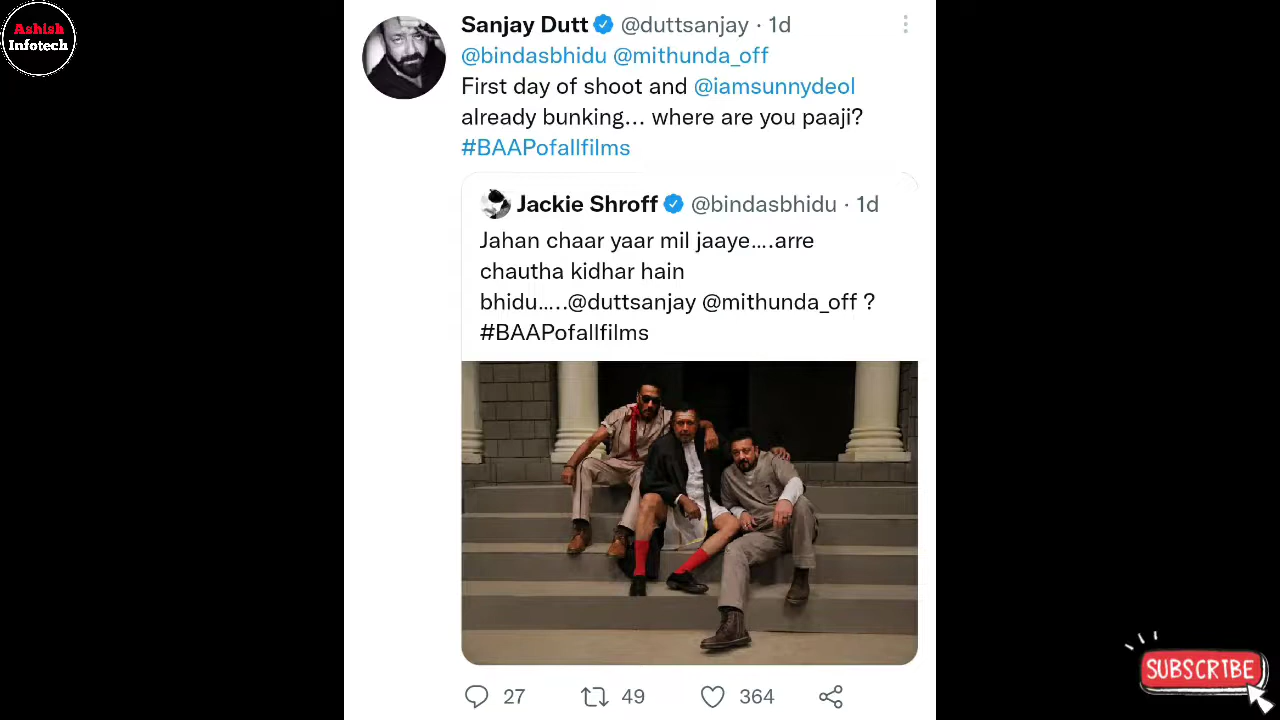 Ashish
Infotech
Sanjay Dutt @duttsanjay · 1d
@bindasbhidu @mithunda_off
First day of shoot and @iamsunnydeol
already bunking... where are you paaji?
#BAAPofallfilms
Jackie Shroff @bindasbhidu · 1d
Jahan chaar yaar mil jaaye....arre
chautha kidhar hain
bhidu.....@duttsanjay @mithunda_off ?
#BAAPofallfilms
27 49 364
SUBSCRIBE